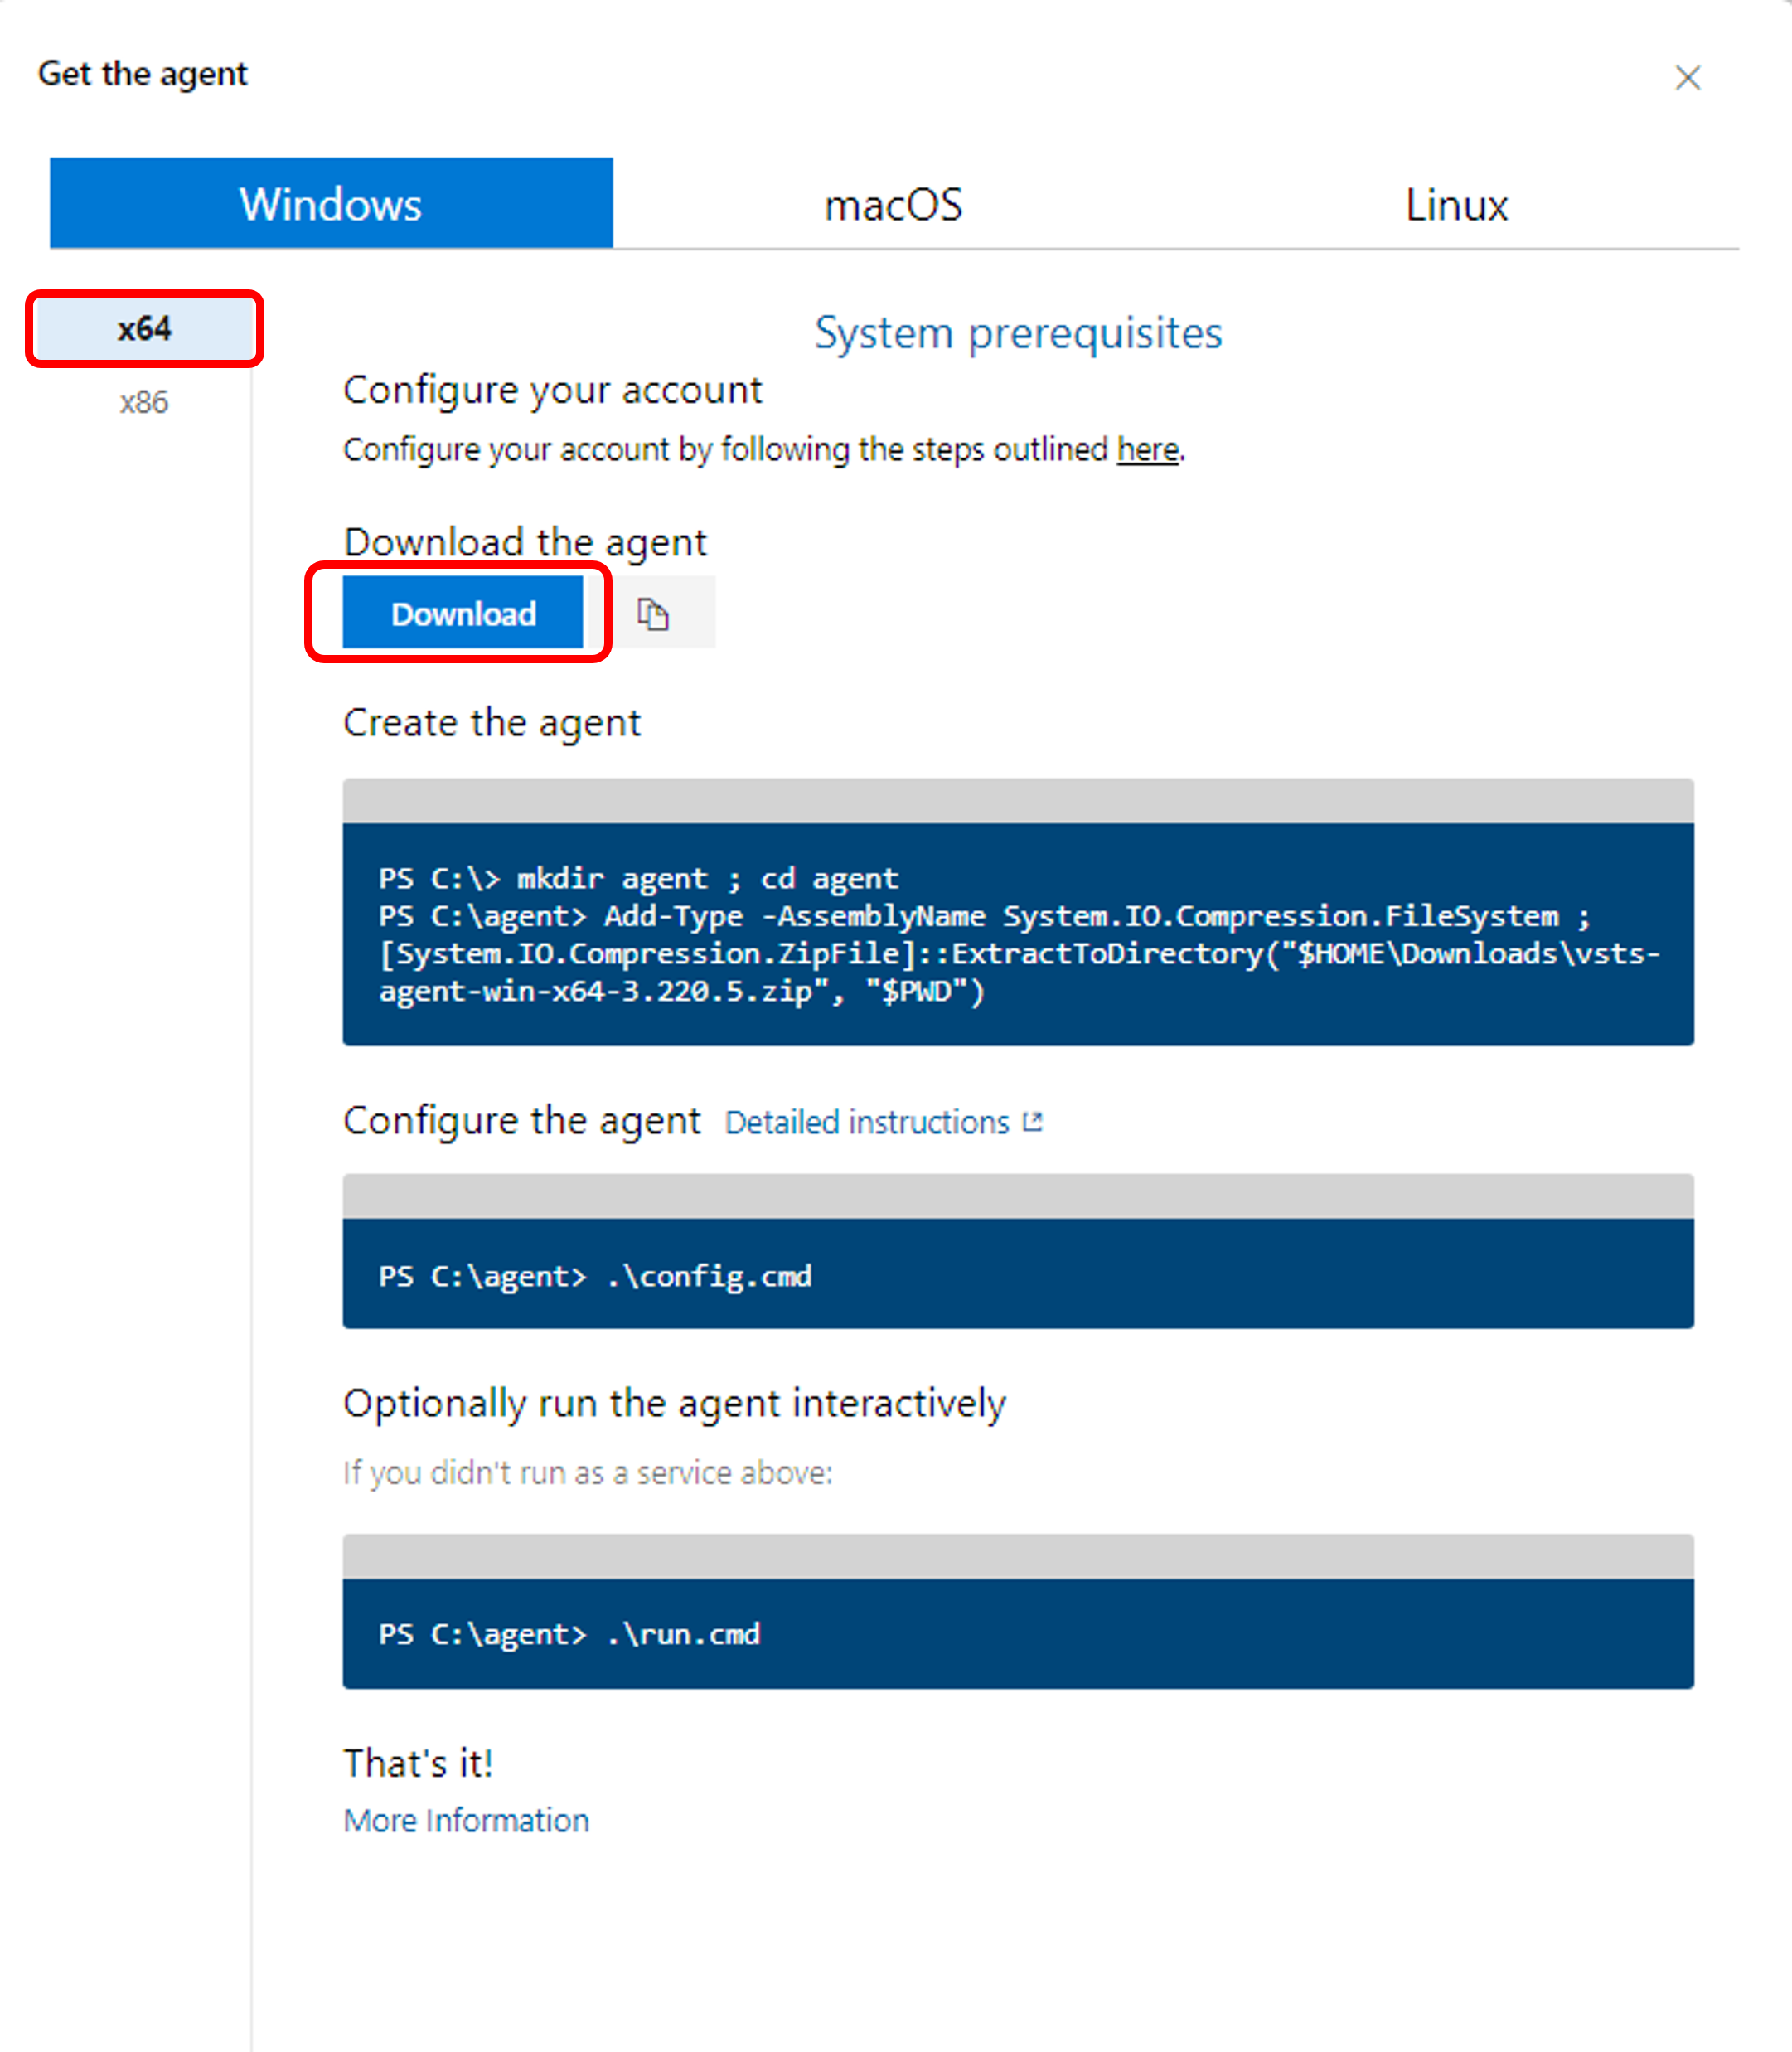 Get the agent
Windows
macOS
Linux
x64
x86
System prerequisites
Configure your account
Configure your account by following the steps outlined here.
Download the agent
Download
Create the agent
PS C:\> mkdir agent ; cd agent
PS C:\agent> Add-Type -AssemblyName System.IO.Compression.FileSystem ;
[System.IO.Compression.ZipFile]::ExtractToDirectory("$HOME\Downloads\vsts-
agent-win-x64-3.220.5.zip", "$PWD")
Configure the agent Detailed instructions
PS C:\agent> .\config.cmd
Optionally run the agent interactively
If you didn't run as a service above:
PS C:\agent> .\run.cmd
That's it!
More Information